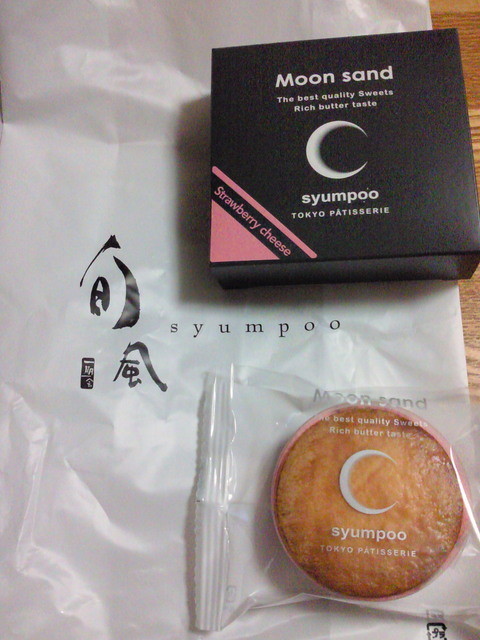 Moon sand
The best quality Sweets
Rich butter taste
syumpoo
TOKYO PÂTISSERIE
Strawberry cheese
旬
風
syumpoo
Moon sand
The best quality Sweets
Rich butter taste
syumpoo
TOKYO PÂTISSERIE